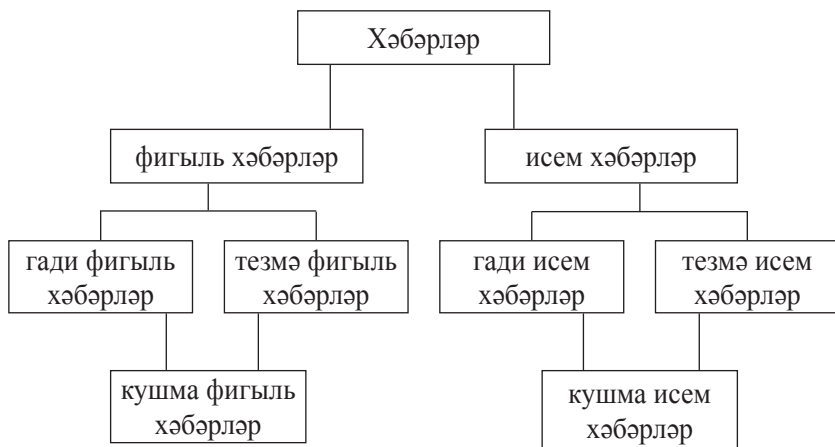 Хәбәрләр
фигыль хәбәрләр
исем хәбәрләр
гади фигыль
хәбәрләр
тезмә фигыль
хәбәрләр
гади исем
хәбәрләр
тезмә исем
хәбәрләр
кушма фигыль
хәбәрләр
кушма исем
хәбәрләр